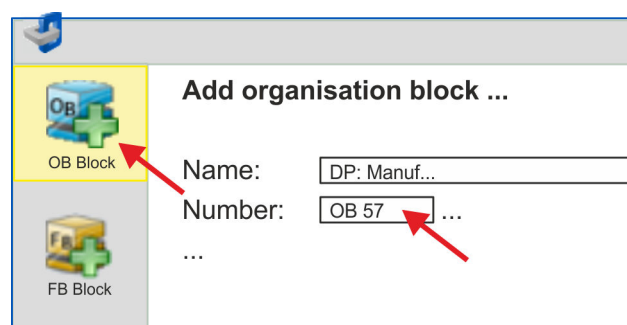 Add organisation block ...
OB
OB Block
Name: DP: Manuf...
Number: OB 57 ...
...
FB
FB Block